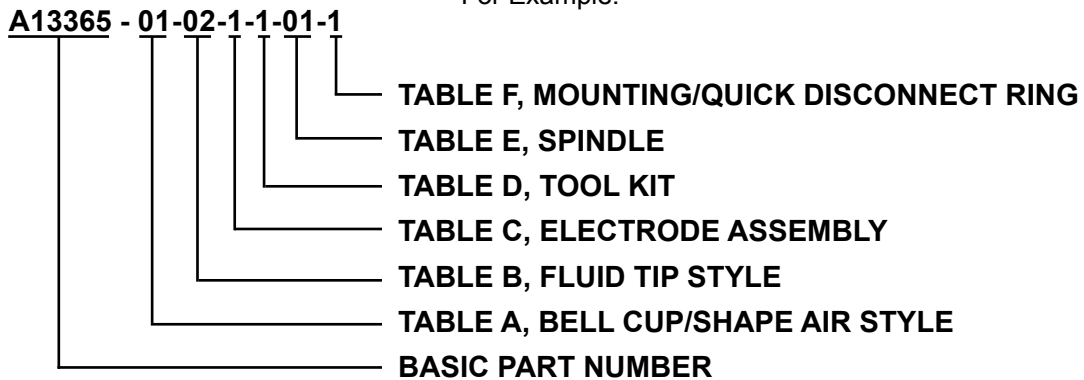 For Example:
A13365 - 01-02-1-1-01-1
TABLE F, MOUNTING/QUICK DISCONNECT RING
TABLE E, SPINDLE
TABLE D, TOOL KIT
TABLE C, ELECTRODE ASSEMBLY
TABLE B, FLUID TIP STYLE
TABLE A, BELL CUP/SHAPE AIR STYLE
BASIC PART NUMBER